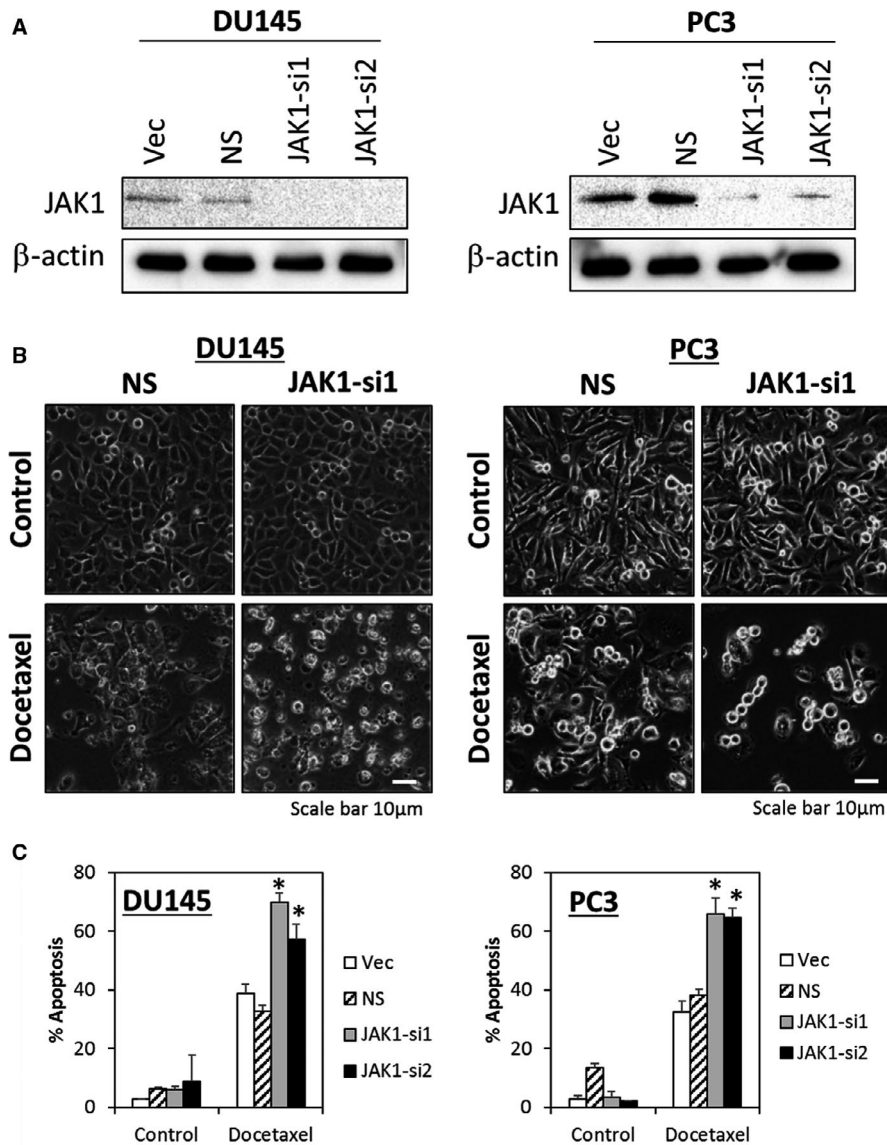 A
DU145
PC3
Vec
NS
JAK1-si1
JAK1-si2
Vec
NS
JAK1-si1
JAK1-si2
JAK1
β-actin
JAK1
β-actin
B
DU145
PC3
NS JAK1-si1
NS JAK1-si1
Control
Docetaxel
Control
Docetaxel
Scale bar 10μm
Scale bar 10μm
C
80
60
40
20
0
% Apoptosis
DU145
* *
Vec
NS
JAK1-si1
JAK1-si2
Control Docetaxel
80
60
40
20
0
% Apoptosis
PC3
* *
Vec
NS
JAK1-si1
JAK1-si2
Control Docetaxel